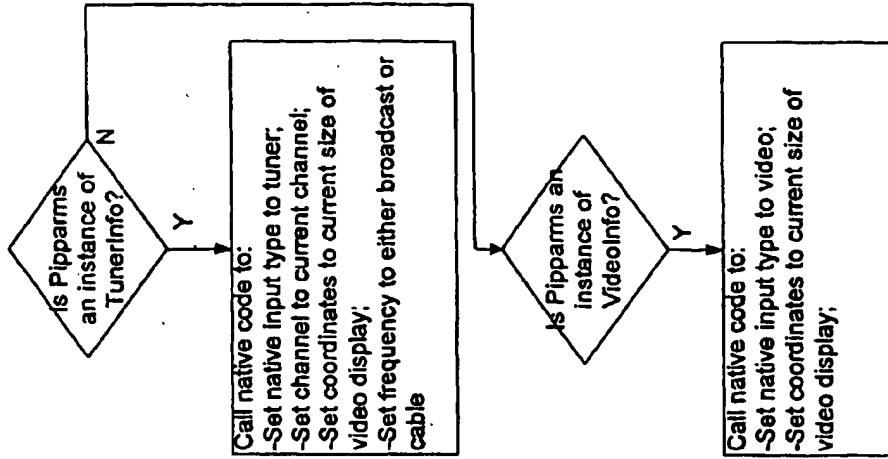 Is Pipparms
an instance of
TunerInfo?
N
Y
Call native code to:
-Set native input type to tuner;
-Set channel to current channel;
-Set coordinates to current size of
video display;
-Set frequency to either broadcast or
cable
Is Pipparms an
instance of
VideoInfo?
Y
Call native code to:
-Set native input type to video;
-Set coordinates to current size of
video display;